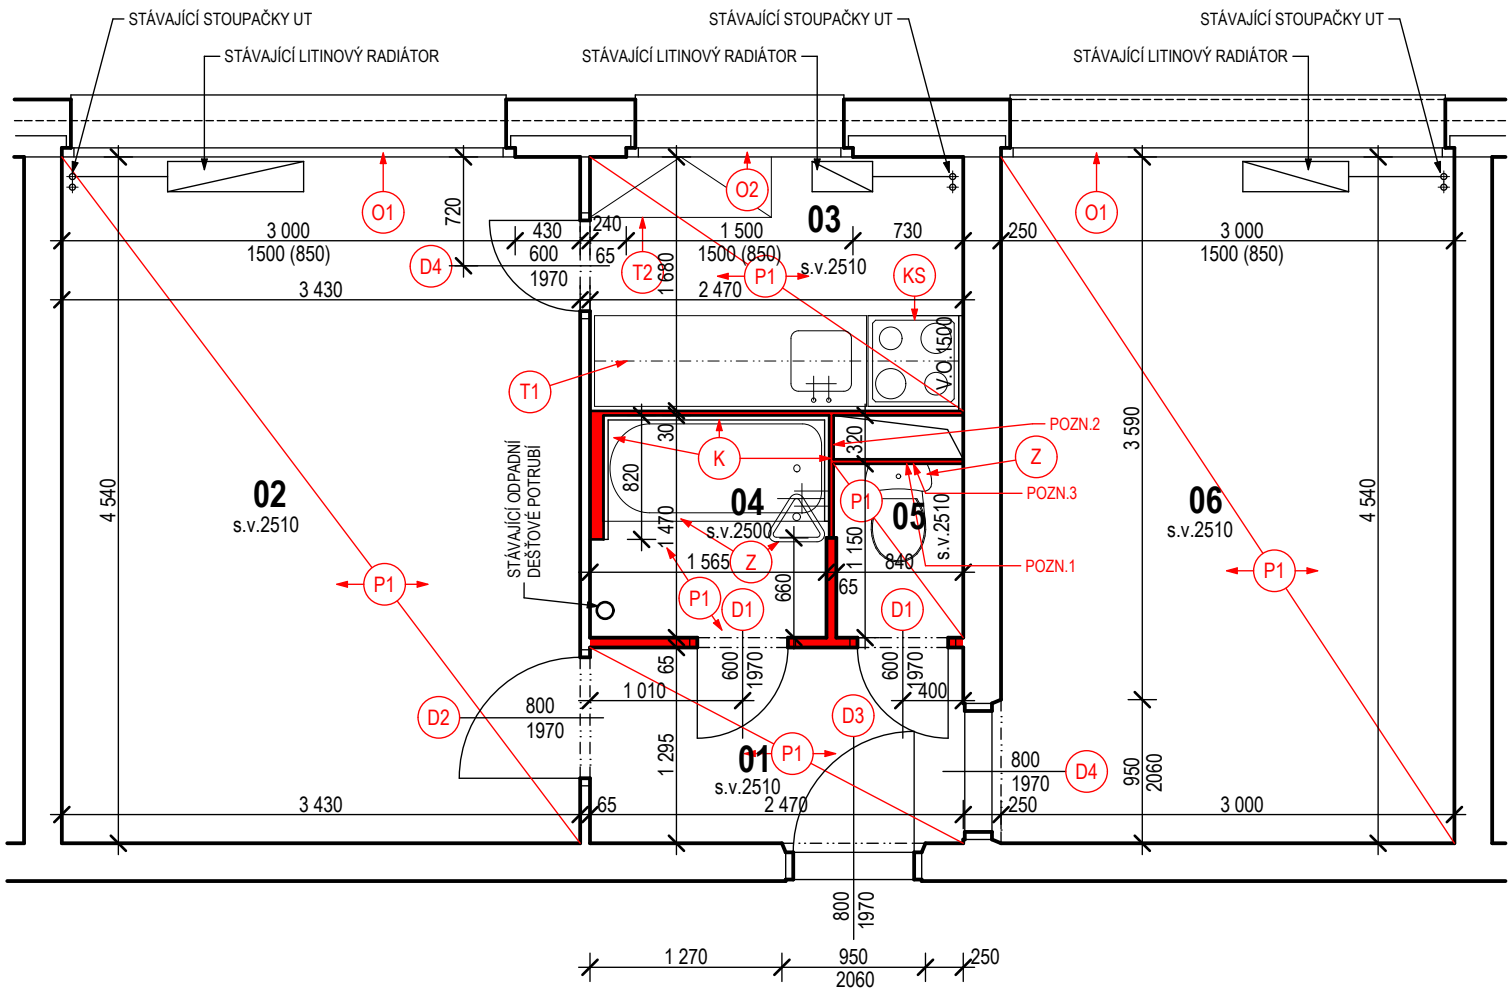 STÁVAJÍCÍ STOUPAČKY UT
STÁVAJÍCÍ STOUPAČKY UT
STÁVAJÍCÍ STOUPAČKY UT
STÁVAJÍCÍ LITINOVÝ RADIÁTOR
STÁVAJÍCÍ LITINOVÝ RADIÁTOR
STÁVAJÍCÍ LITINOVÝ RADIÁTOR
O1
O2
O1
720
03
s.v.2510
3 000
1500 (850)
430
240
1 500
1500 (850)
730
250
3 000
1500 (850)
600
1970
65
D4
T2
1 680
P1
KS
3 430
2 470
V.O.1500
T1
30
320
POZN.2
3 590
K
Z
820
STÁVAJÍCÍ ODPADNÍ
DEŠŤOVÉ POTRUBÍ
4 540
02
s.v.2510
04
s.v.2500
P1
05
s.v.2510
POZN.3
06
s.v.2510
4 540
1 470
1 150
1 565
Z
840
POZN.1
65
660
P1
P1
D1
D1
P1
65
600
1970
600
1970
1 010
400
D2
800
1970
D3
1 295
01
s.v.2510
P1
800
1970
D4
950
2060
3 430
65
2 470
250
3 000
800
1970
1 270
950
2060
250